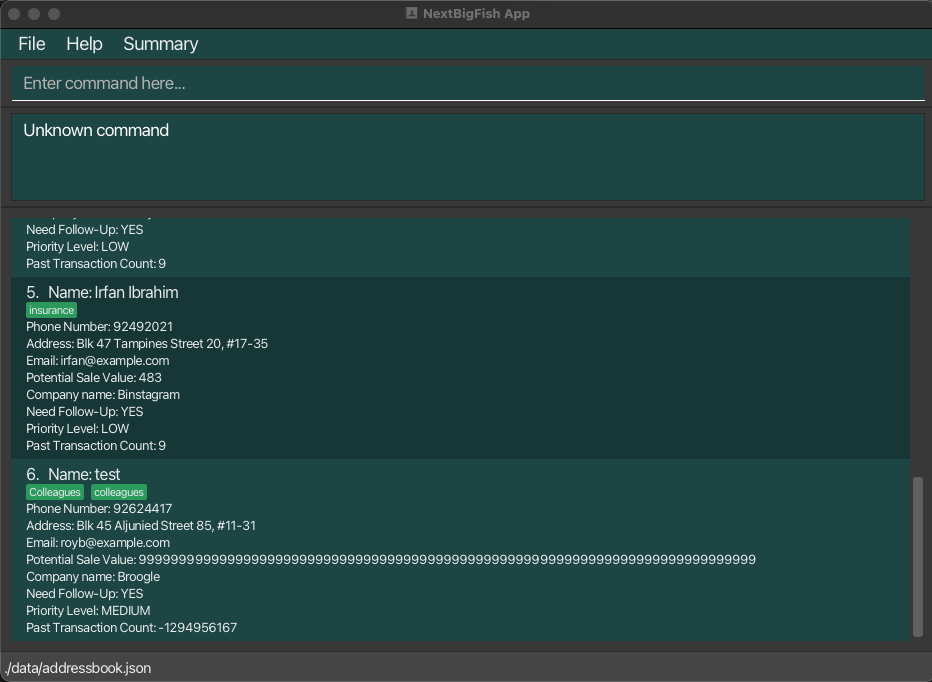 NextBigFish App
File Help Summary
Enter command here...
Unknown command
Need Follow-Up: YES
Priority Level: LOW
Past Transaction Count: 9
5. Name: Irfan Ibrahim
insurance
Phone Number: 92492021
Address: Blk 47 Tampines Street 20, #17-35
Email: irfan@example.com
Potential Sale Value: 483
Company name: Binstagram
Need Follow-Up: YES
Priority Level: LOW
Past Transaction Count: 9
6. Name: test
Colleagues colleagues
Phone Number: 92624417
Address: Blk 45 Aljunied Street 85, #11-31
Email: royb@example.com
Potential Sale Value: 99999999999999999999999999999999999999999999999999999999999999999999999999999
Company name: Broogle
Need Follow-Up: YES
Priority Level: MEDIUM
Past Transaction Count: -1294956167
./data/addressbook.json